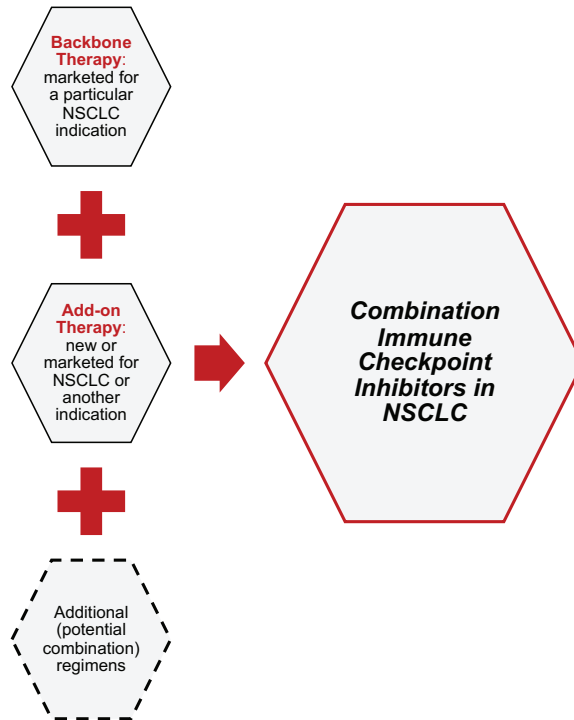 Backbone
Therapy:
marketed for
a particular
NSCLC
indication
Add-on
Therapy:
new or
marketed for
NSCLC or
another
indication
Combination
Immune
Checkpoint
Inhibitors in
NSCLC
Additional
(potential
combination)
regimens